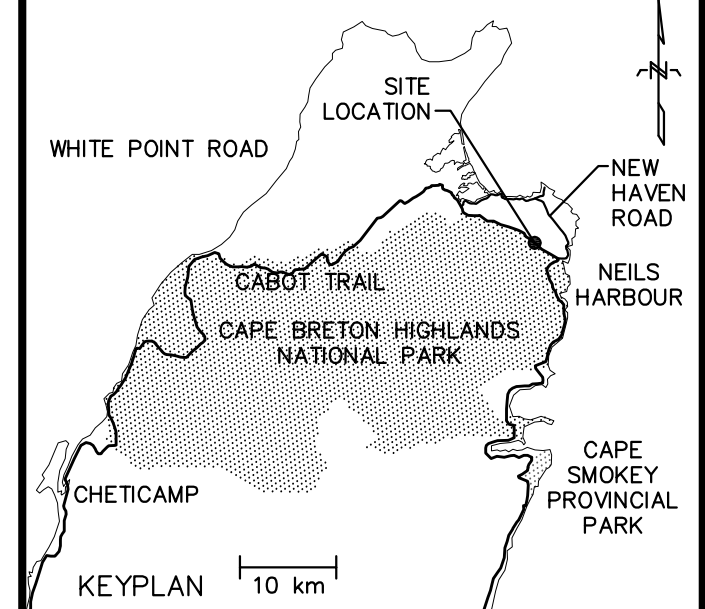 SITE
LOCATION
N
WHITE POINT ROAD
NEW
HAVEN
ROAD
NEILS
HARBOUR
CABOT TRAIL
CAPE BRETON HIGHLANDS
NATIONAL PARK
CAPE
SMOKEY
PROVINCIAL
PARK
CHETICAMP
KEYPLAN
10 km